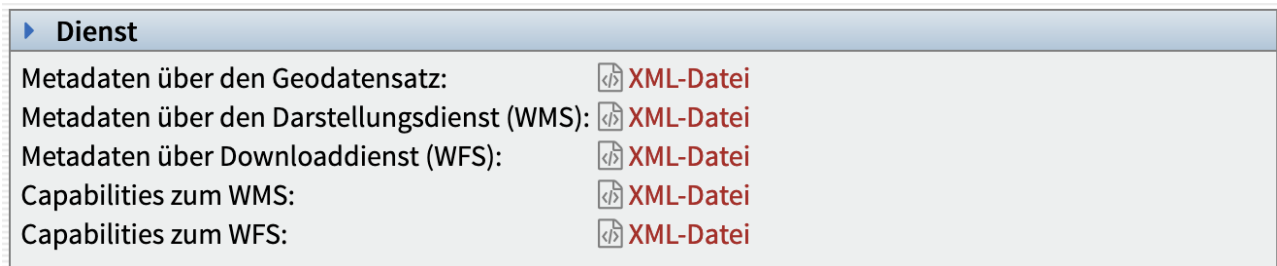 Dienst
Metadaten über den Geodatensatz: XML-Datei
Metadaten über den Darstellungsdienst (WMS): XML-Datei
Metadaten über Downloaddienst (WFS): XML-Datei
Capabilities zum WMS: XML-Datei
Capabilities zum WFS: XML-Datei